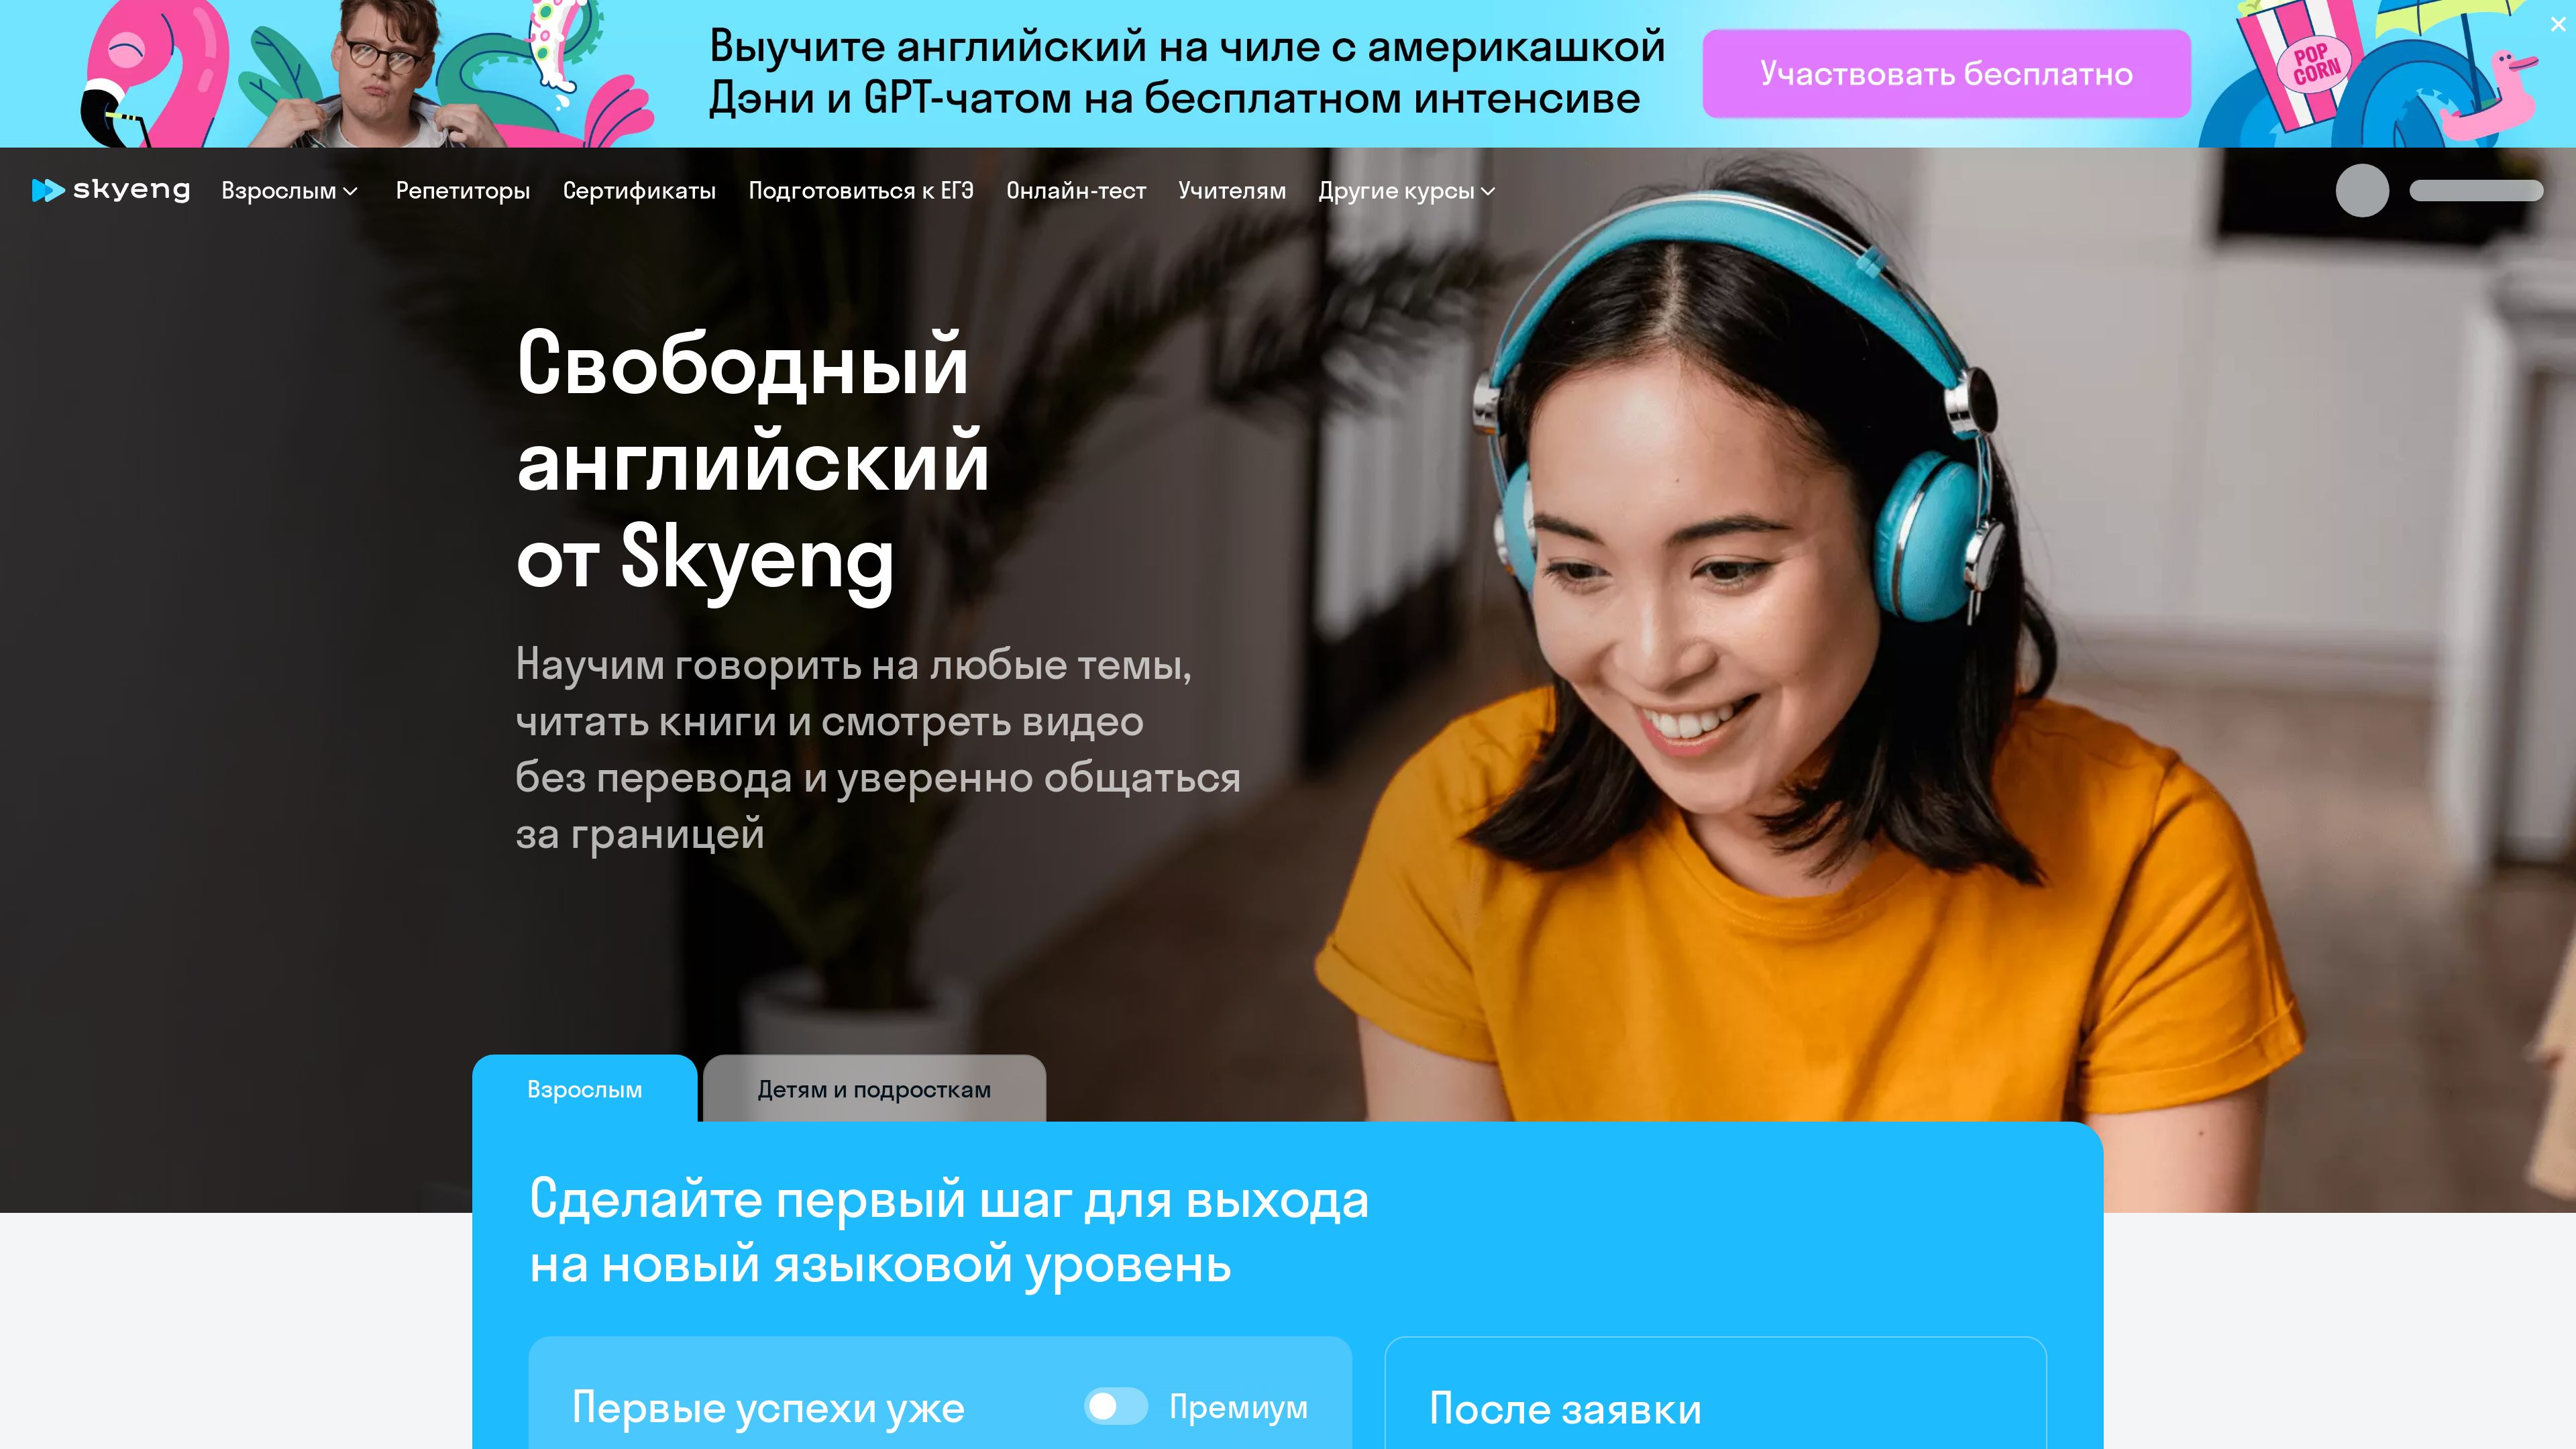 Выучите английский на чиле с америкашкой
Дэни и GPT-чатом на бесплатном интенсиве
Участвовать бесплатно
POP
CORN
skyeng
Взрослым
Репетиторы
Сертификаты
Подготовиться к ЕГЭ
Онлайн-тест
Учителям
Другие курсы
Свободный
английский
от Skyeng
Научим говорить на любые темы,
читать книги и смотреть видео
без перевода и уверенно общаться
за границей
Взрослым
Детям и подросткам
Сделайте первый шаг для выхода
на новый языковой уровень
Первые успехи уже
Премиум
После заявки